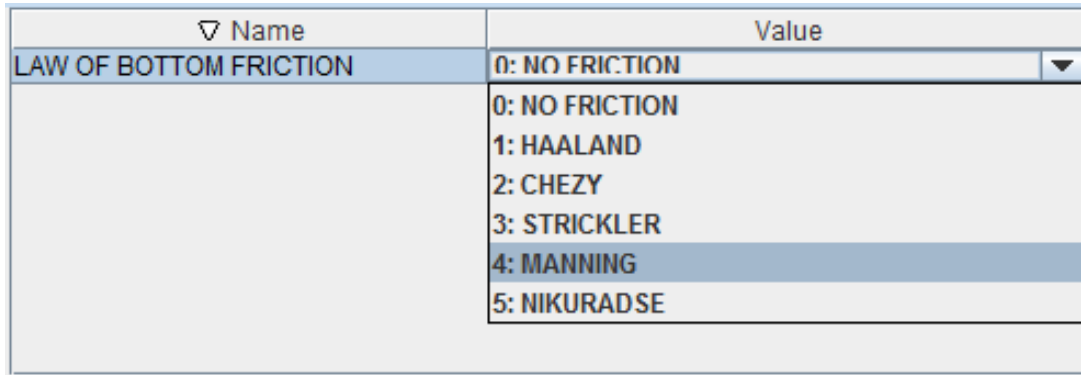 ▽ Name Value
LAW OF BOTTOM FRICTION 0: NO FRICTION
0: NO FRICTION
1: HAALAND
2: CHEZY
3: STRICKLER
4: MANNING
5: NIKURADSE